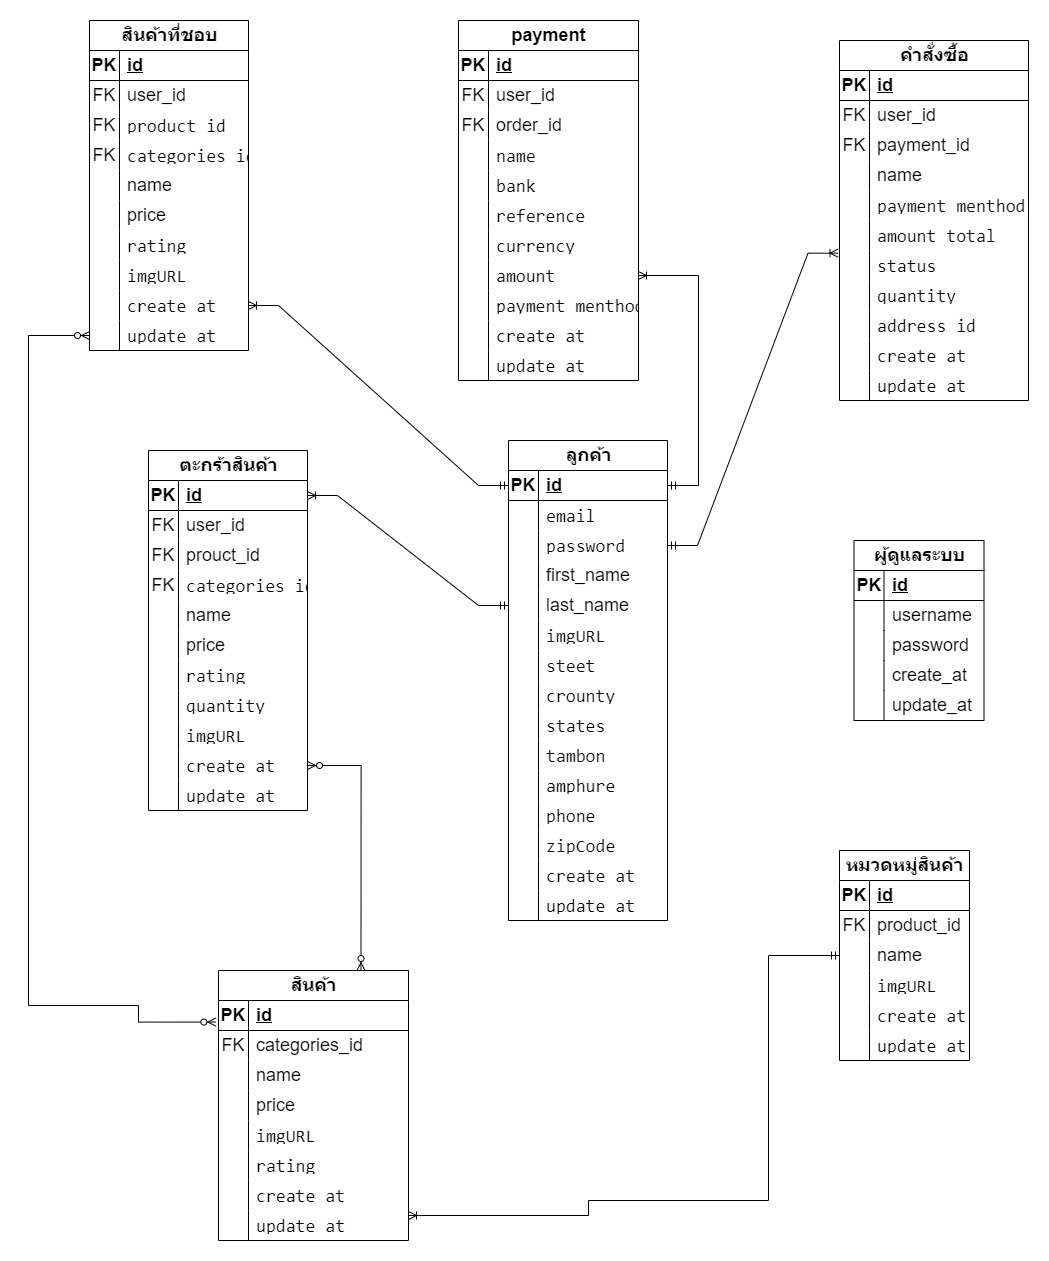 สินค้าที่ชอบ
PK id
FK user_id
FK product id
FK categories id
name
price
rating
imgURL
create at
update at
payment
PK id
FK user_id
FK order_id
name
bank
reference
currency
amount
payment menthod
create at
update at
คำสั่งซื้อ
PK id
FK user_id
FK payment_id
name
payment menthod
amount total
status
quantity
address id
create at
update at
ตะกร้าสินค้า
PK id
FK user_id
FK prouct_id
FK categories id
name
price
rating
quantity
imgURL
create at
update at
ลูกค้า
PK id
email
password
first_name
last_name
imgURL
steet
crounty
states
tambon
amphure
phone
zipCode
create at
update at
ผู้ดูแลระบบ
PK id
username
password
create_at
update_at
หมวดหมู่สินค้า
PK id
FK product_id
name
imgURL
create at
update at
สินค้า
PK id
FK categories_id
name
price
imgURL
rating
create at
update at